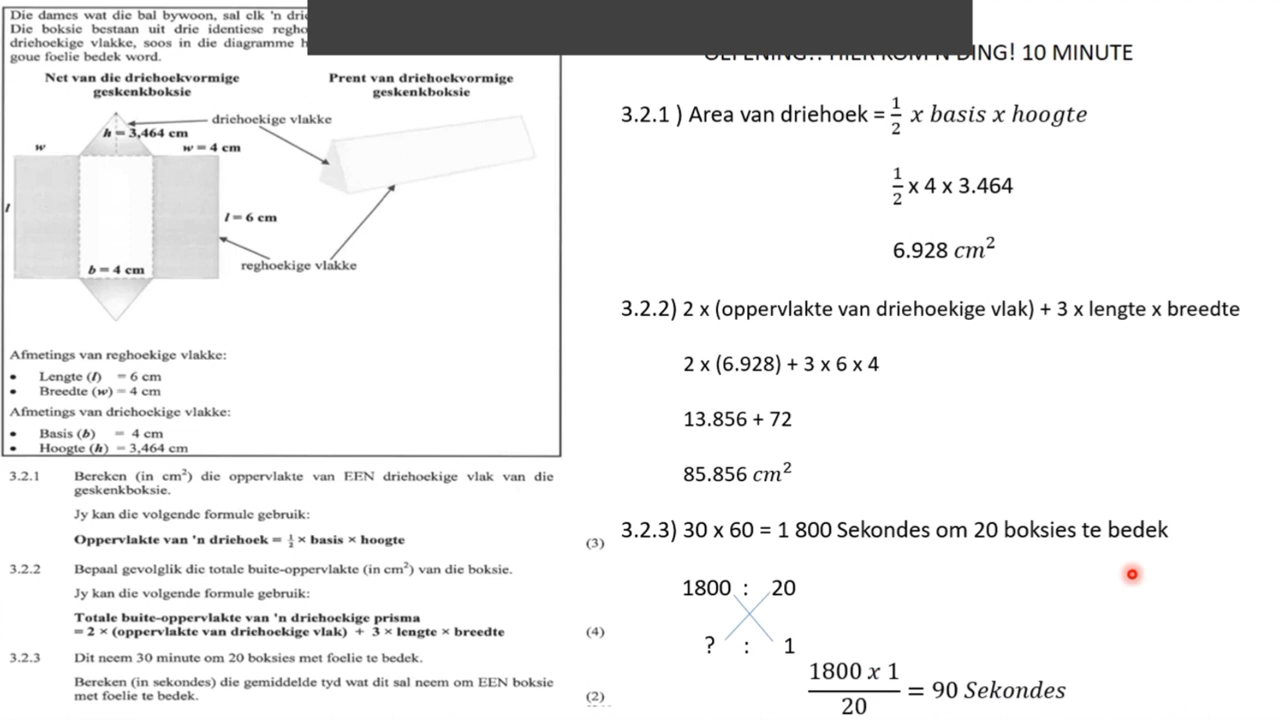 Die dames wat die bal bywoon, sal elk 'n
Die boksie bestaan uit drie identiese
driehoekige vlakke, soos in die diagramme
goue foelie bedek word.
Net van die driehoekvormige geskenkboksie
Prent van driehoekvormige geskenkboksie
driehoekige vlakke
h = 3,464 cm
w
w = 4 cm
l
l = 6 cm
b = 4 cm
reghoekige vlakke
Afmetings van reghoekige vlakke:
• Lengte (l) = 6 cm
• Breedte (w) = 4 cm
Afmetings van driehoekige vlakke:
• Basis (b) = 4 cm
• Hoogte (h) = 3,464 cm
3.2.1 Bereken (in cm²) die oppervlakte van EEN driehoekige vlak van die
geskenkboksie.
Jy kan die volgende formule gebruik:
Oppervlakte van 'n driehoek = ½ × basis × hoogte (3)
3.2.2 Bepaal gevolglik die totale buite-oppervlakte (in cm²) van die boksie.
Jy kan die volgende formule gebruik:
Totale buite-oppervlakte van 'n driehoekige prisma
= 2 × (oppervlakte van driehoekige vlak) + 3 × lengte × breedte (4)
3.2.3 Dit neem 30 minute om 20 boksies met foelie te bedek.
Bereken (in sekondes) die gemiddelde tyd wat dit sal neem om EEN boksie
met foelie te bedek. (2)
DING! 10 MINUTE
3.2.1 ) Area van driehoek = 1/2 x basis x hoogte
1/2 x 4 x 3.464
6.928 cm²
3.2.2) 2 x (oppervlakte van driehoekige vlak) + 3 x lengte x breedte
2 x (6.928) + 3 x 6 x 4
13.856 + 72
85.856 cm²
3.2.3) 30 x 60 = 1 800 Sekondes om 20 boksies te bedek
1800 : 20
? : 1
1800 x 1 / 20 = 90 Sekondes